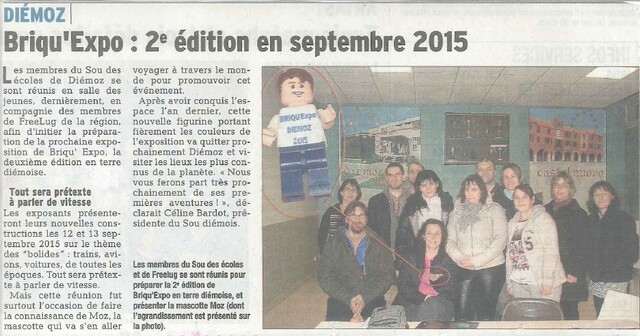 DIÉMOZ
Briqu'Expo : 2e édition en septembre 2015
Les membres du Sou des
écoles de Diémoz se
sont réunis en salle des
jeunes, dernièrement, en
compagnie des membres
de FreeLug de la région,
afin d'initier la préparation
de la prochaine exposition
de Briqu' Expo, la
deuxième édition en terre
diémoise.
Tout sera prétexte
à parler de vitesse
Les exposants présente-
ront leurs nouvelles cons-
tructions les 12 et 13 sep-
tembre 2015 sur le thème
des "bolides" : trains, avi-
ons, voitures, de toutes les
époques. Tout sera prétex-
te à parler de vitesse.
Mais cette réunion fut
surtout l'occasion de faire
la connaissance de Moz, la
mascotte qui va s'en aller
voyager à travers le mon-
de pour promouvoir cet
événement.
Après avoir conquis l'es-
pace l'an dernier, cette
nouvelle figurine portant
fièrement les couleurs de
l'exposition va quitter pro-
chainement Diémoz et vi-
siter les lieux les plus con-
nus de la planète. « Nous
vous ferons part très pro-
chainement de ses pre-
mières aventures ! », dé-
clarait Céline Bardot, pré-
sidente du Sou diémois.
Les membres du Sou des écoles
et de Freelug se sont réunis pour
préparer la 2e édition de
Briqu'Expo en terre diémoise, et
présenter la mascotte Moz (dont
l'agrandissement est présenté sur
la photo).
BRIQU'Expo
DIEMOZ
2015
diemoz
castelnuovo